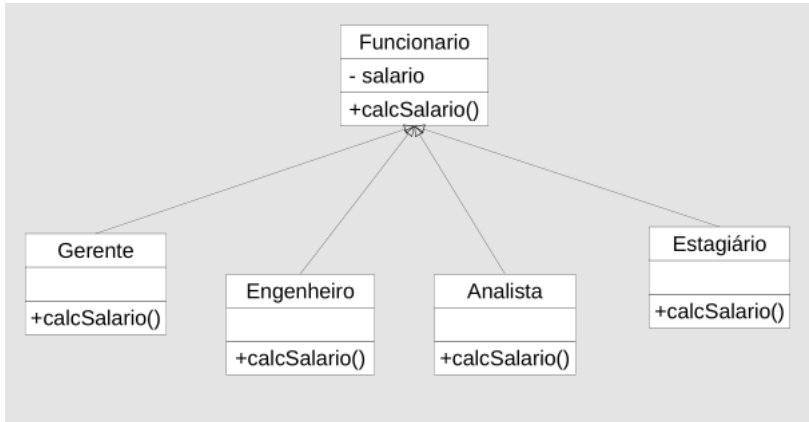 Funcionario
- salario
+calcSalario()
Gerente
+calcSalario()
Engenheiro
+calcSalario()
Analista
+calcSalario()
Estagiário
+calcSalario()